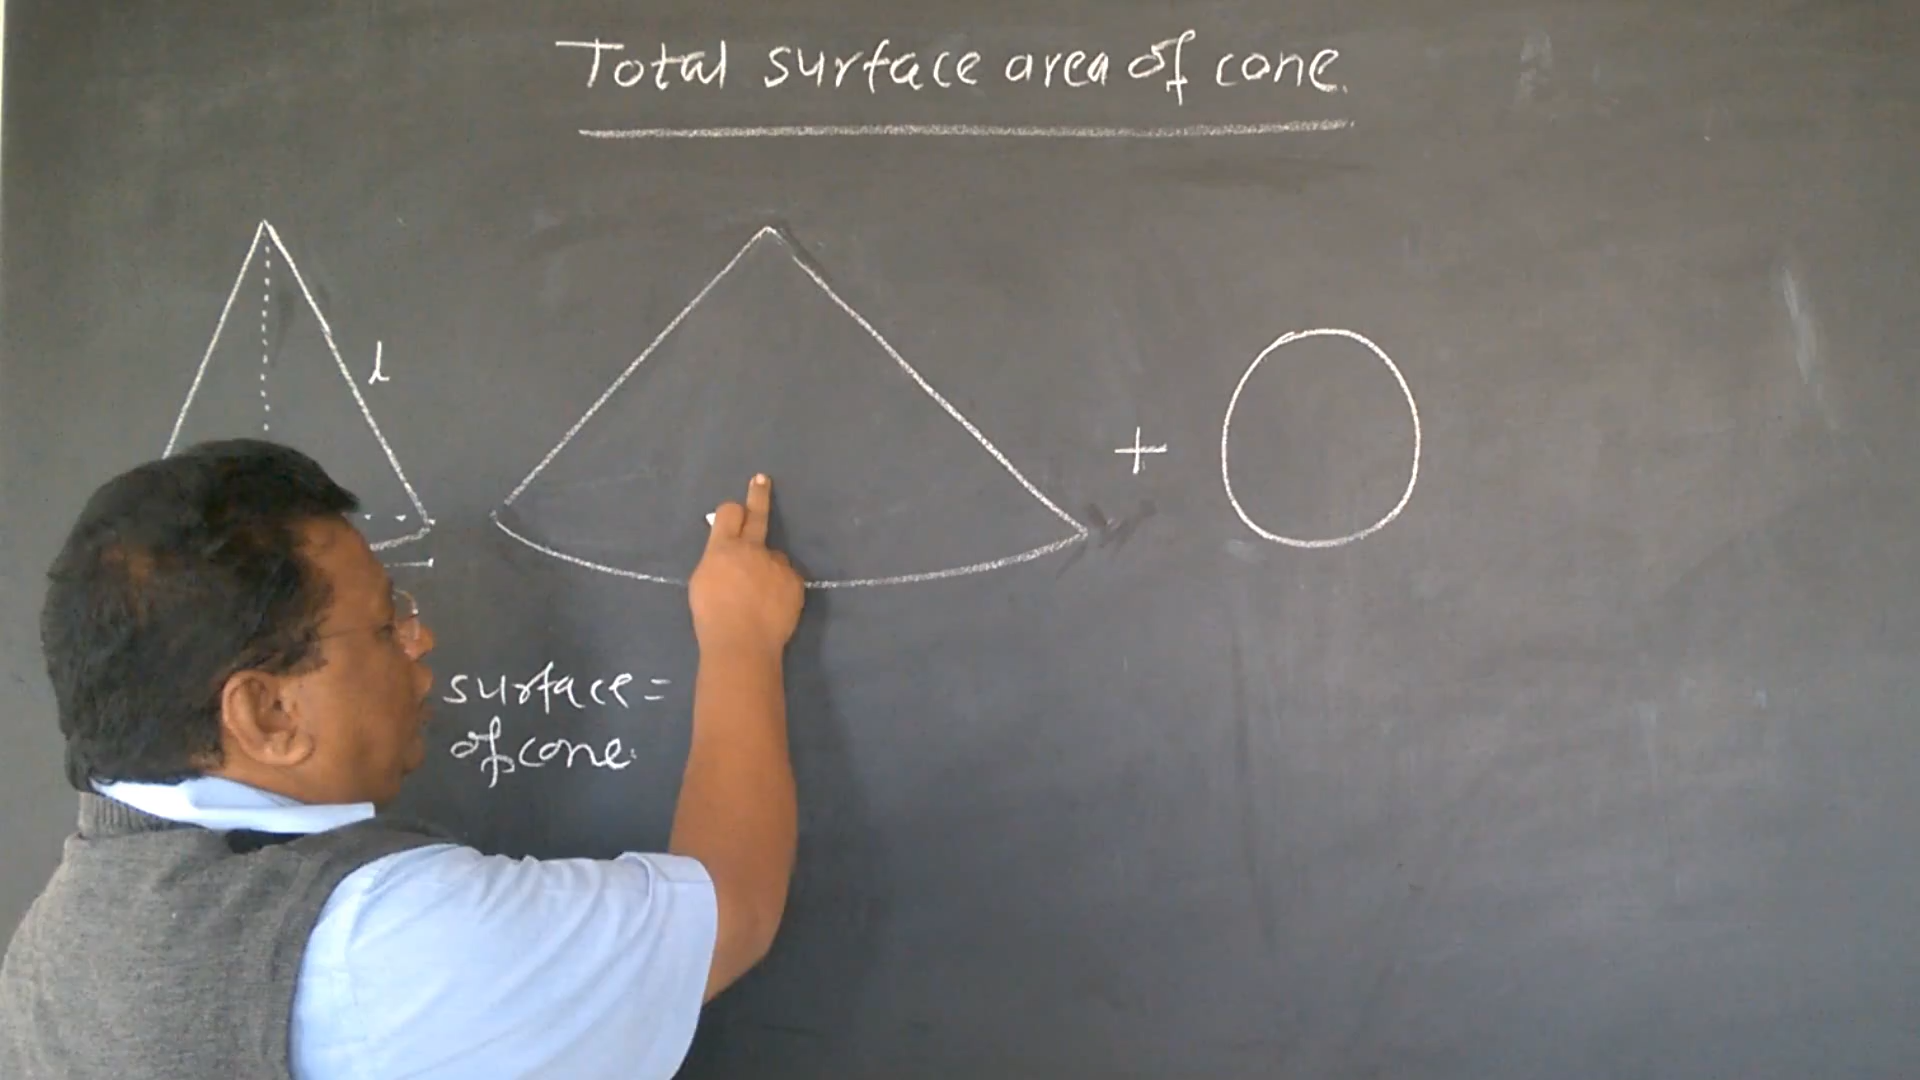 Total surface area of cone.
l
+
surface =
of cone.